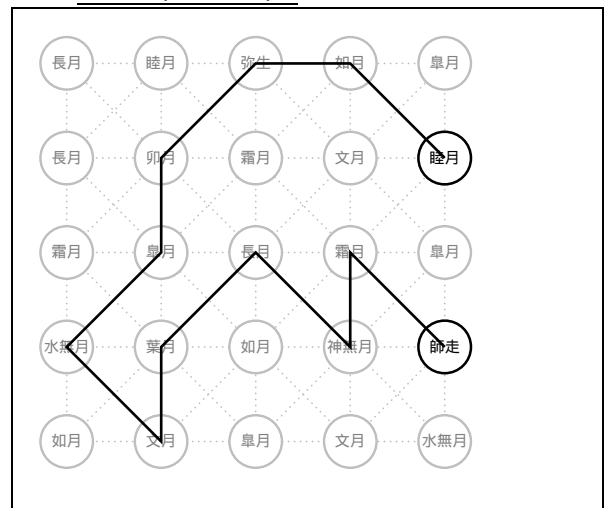 長月 睦月 弥生 如月 皐月
長月 卯月 霜月 文月 睦月
霜月 皐月 長月 霜月 皐月
水無月 葉月 如月 神無月 師走
如月 文月 皐月 文月 水無月